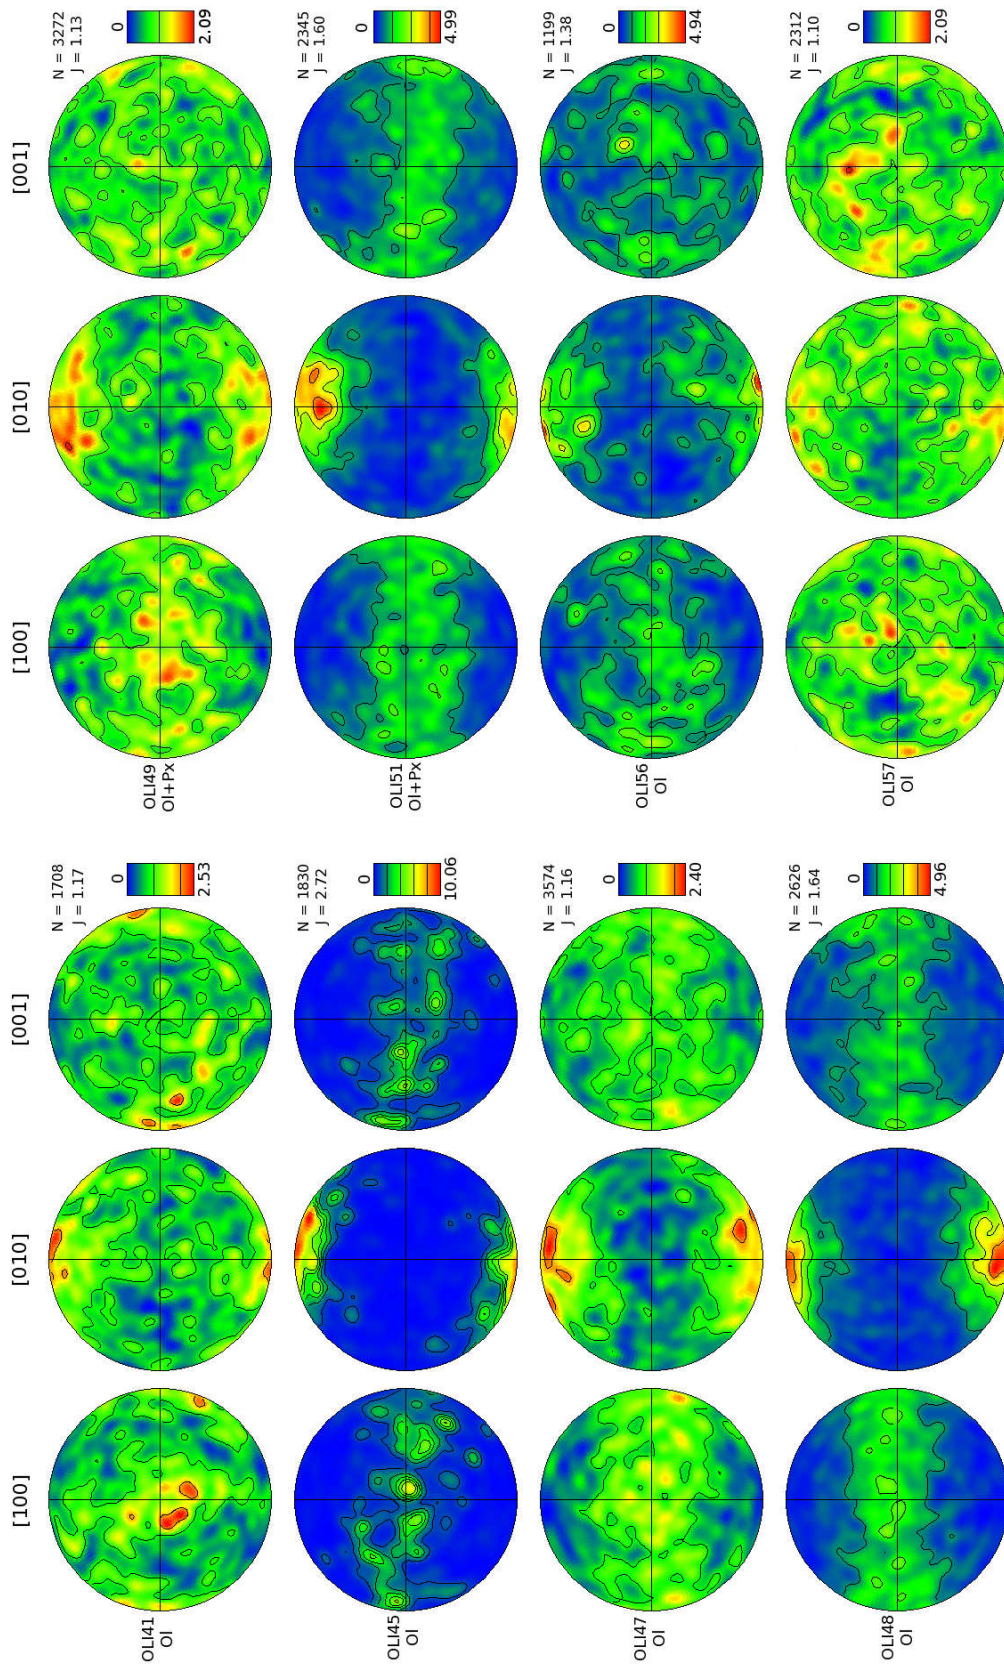 [100] [010] [001]
OLI41
Ol
N = 1708
J = 1.17
0
2.53
OLI45
Ol
N = 1830
J = 2.72
0
10.06
OLI47
Ol
N = 3574
J = 1.16
0
2.40
OLI48
Ol
N = 2626
J = 1.64
0
4.96
[100] [010] [001]
OLI49
Ol+Px
N = 3272
J = 1.13
0
2.09
OLI51
Ol+Px
N = 2345
J = 1.60
0
4.99
OLI56
Ol
N = 1199
J = 1.38
0
4.94
OLI57
Ol
N = 2312
J = 1.10
0
2.09